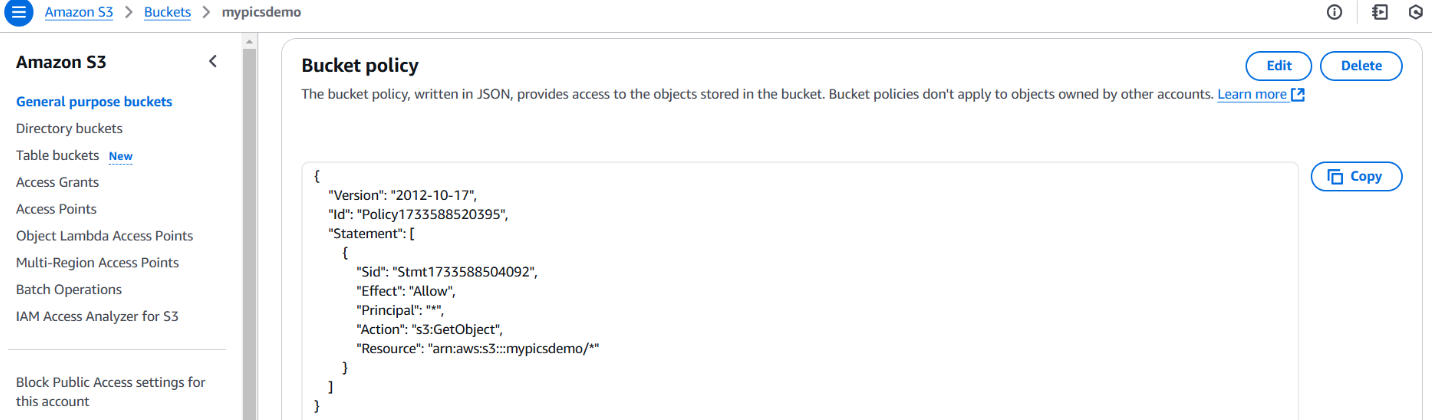 Amazon S3 > Buckets > mypicsdemo
Amazon S3
General purpose buckets
Directory buckets
Table buckets New
Access Grants
Access Points
Object Lambda Access Points
Multi-Region Access Points
Batch Operations
IAM Access Analyzer for S3
Block Public Access settings for
this account
Bucket policy
Edit
Delete
The bucket policy, written in JSON, provides access to the objects stored in the bucket. Bucket policies don't apply to objects owned by other accounts. Learn more
Copy
{
    "Version": "2012-10-17",
    "Id": "Policy1733588520395",
    "Statement": [
        {
            "Sid": "Stmt1733588504092",
            "Effect": "Allow",
            "Principal": "*",
            "Action": "s3:GetObject",
            "Resource": "arn:aws:s3:::mypicsdemo/*"
        }
    ]
}